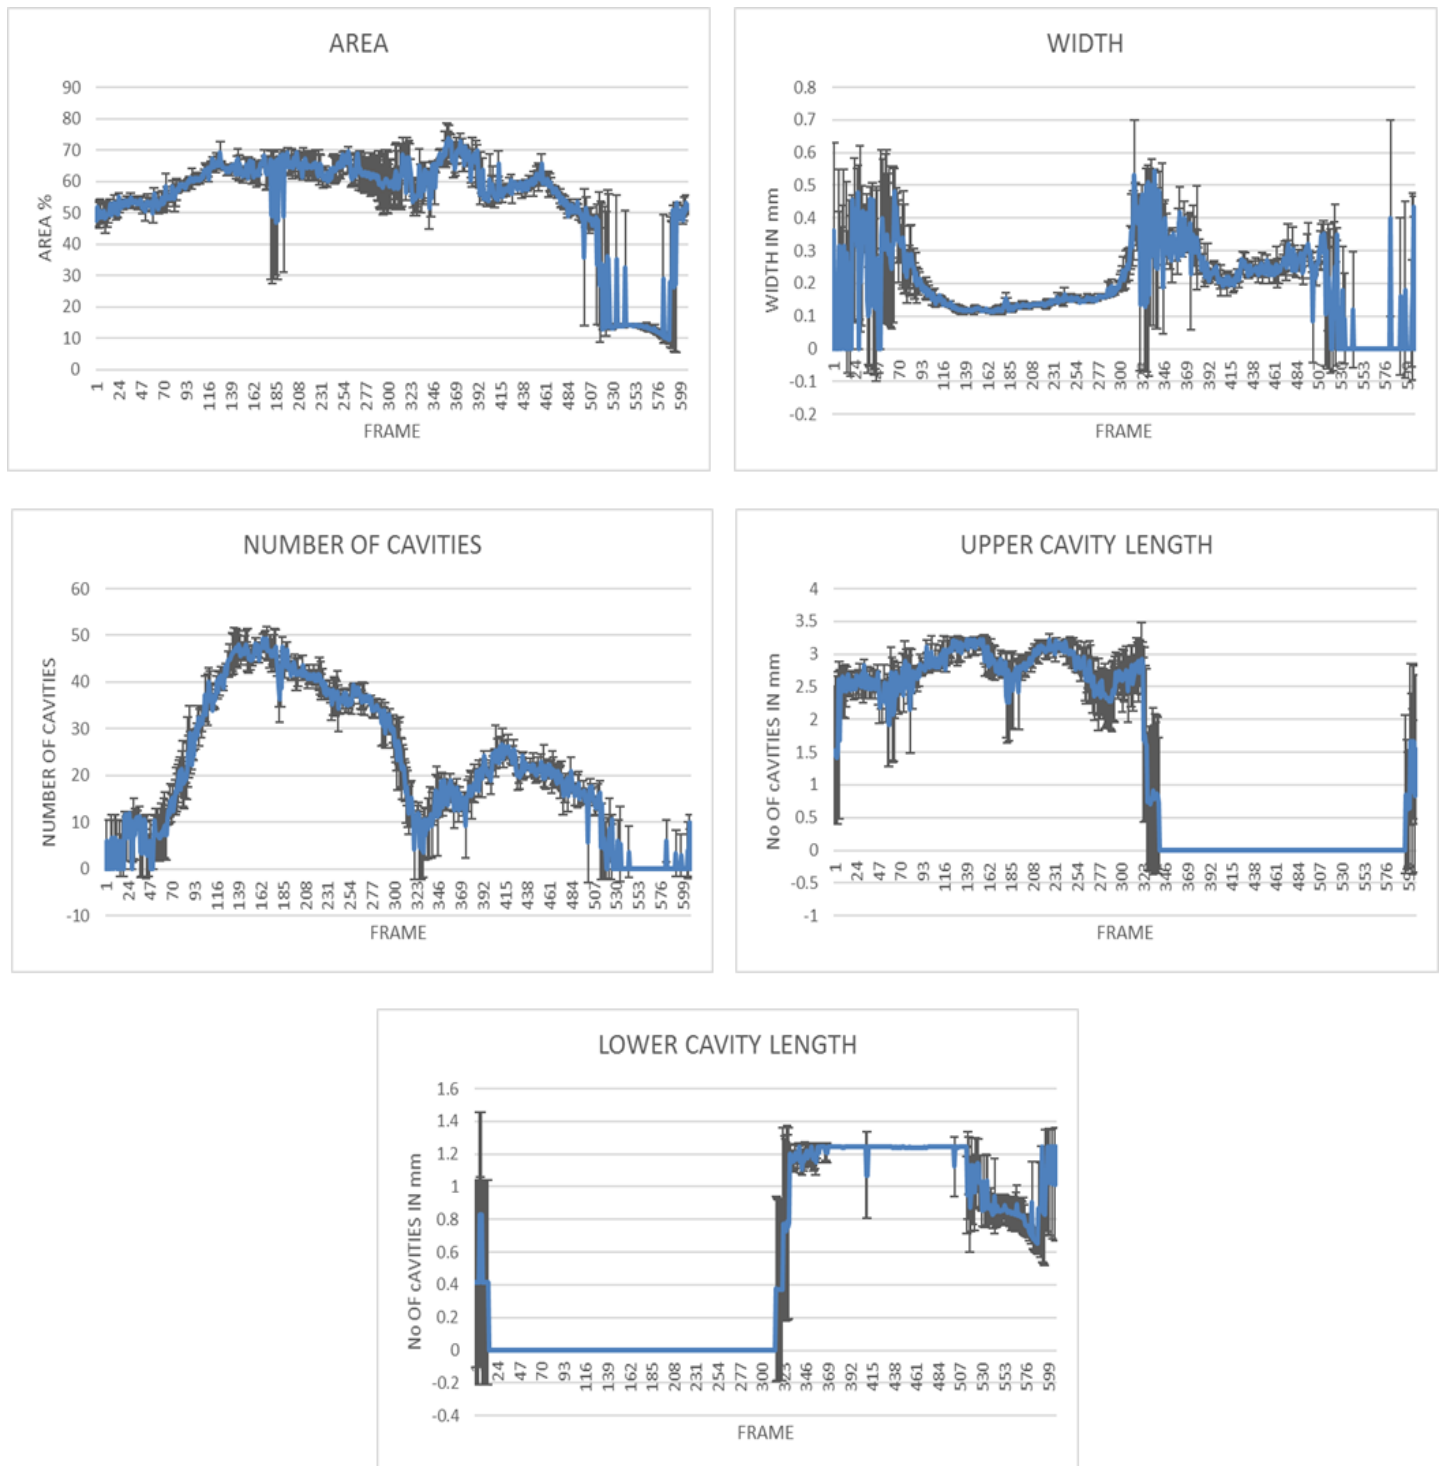 AREA
90
80
70
60
50
40
30
20
10
0
AREA %
1 24 47 70 93 116 139 162 185 208 231 254 277 300 323 346 369 392 415 438 461 484 507 530 553 576 599
FRAME
WIDTH
0.8
0.7
0.6
0.5
0.4
0.3
0.2
0.1
0
-0.1
-0.2
WIDTH IN mm
1 24 47 70 93 116 139 162 185 208 231 254 277 300 346 369 392 415 438 461 484 507 530 553 576 599
FRAME
NUMBER OF CAVITIES
60
50
40
30
20
10
0
-10
NUMBER OF CAVITIES
1 24 47 70 93 116 139 162 185 208 231 254 277 300 323 346 369 392 415 438 461 484 507 530 553 576 599
FRAME
UPPER CAVITY LENGTH
4
3.5
3
2.5
2
1.5
1
0.5
0
-0.5
-1
No OF cAVITIES IN mm
1 24 47 70 93 116 139 162 185 208 231 254 277 300 323 346 369 392 415 438 461 484 507 530 553 576
FRAME
LOWER CAVITY LENGTH
1.6
1.4
1.2
1
0.8
0.6
0.4
0.2
0
-0.2
-0.4
No OF cAVITIES IN mm
24 47 70 93 116 139 162 185 208 231 254 277 300 323 346 369 392 415 438 461 484 507 530 553 576 599
FRAME